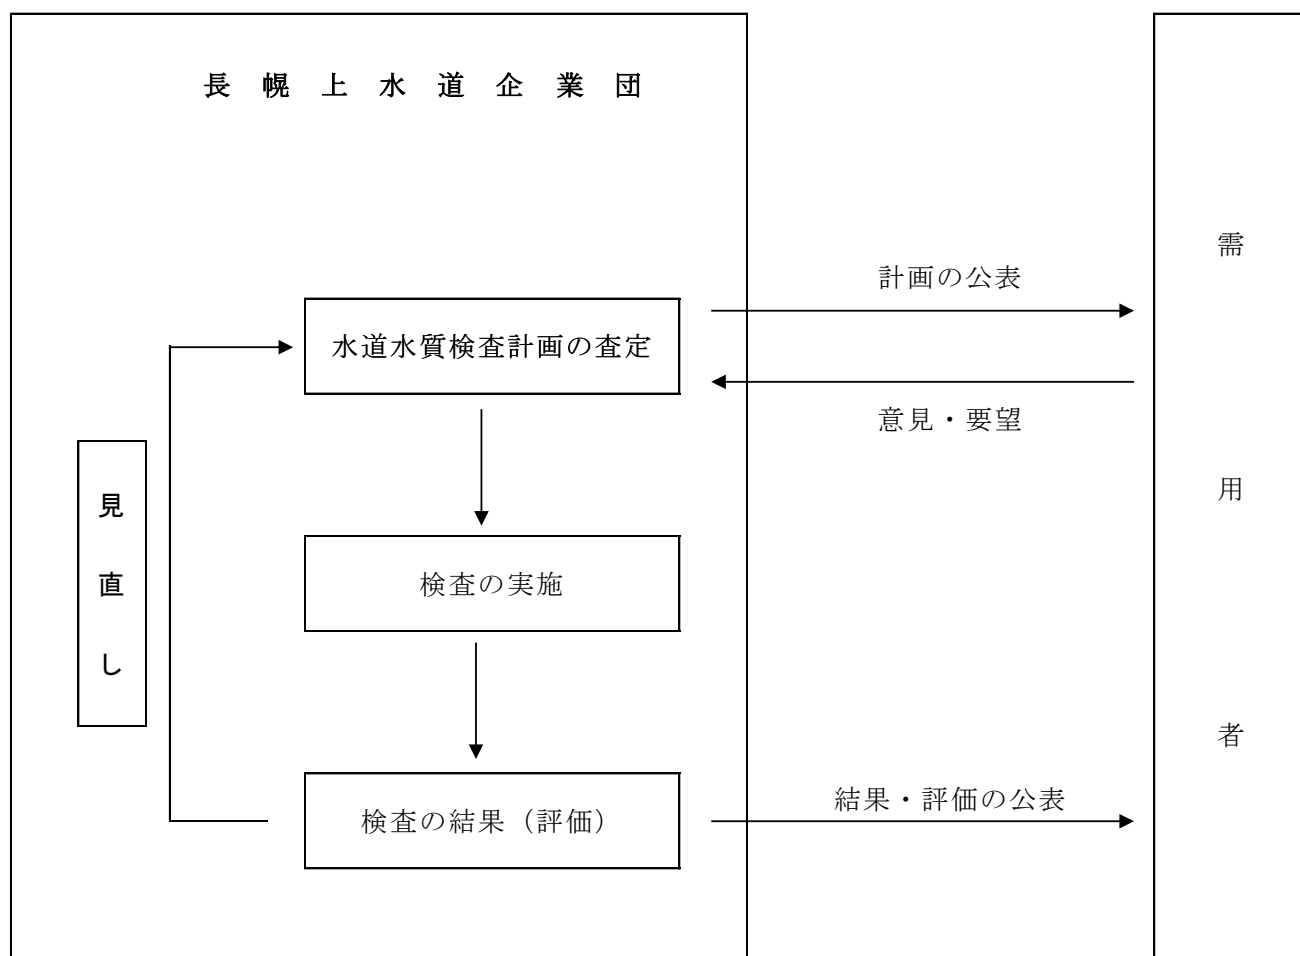 長幌上水道企業団
計画の公表
水道水質検査計画の査定
意見・要望
見直し
検査の実施
検査の結果（評価）
結果・評価の公表
需用者